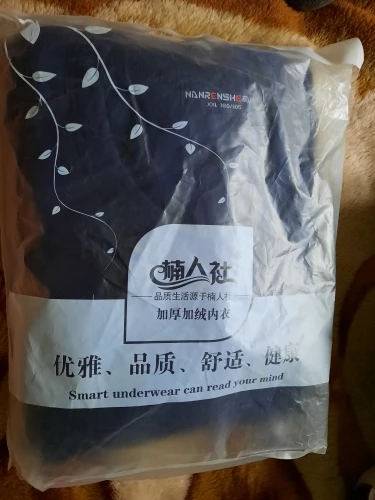 NANRENSHE
XXL 180/105
楠人社
品质生活源于楠人社
加厚加绒内衣
优雅、品质、舒适、健康
Smart underwear can read your mind